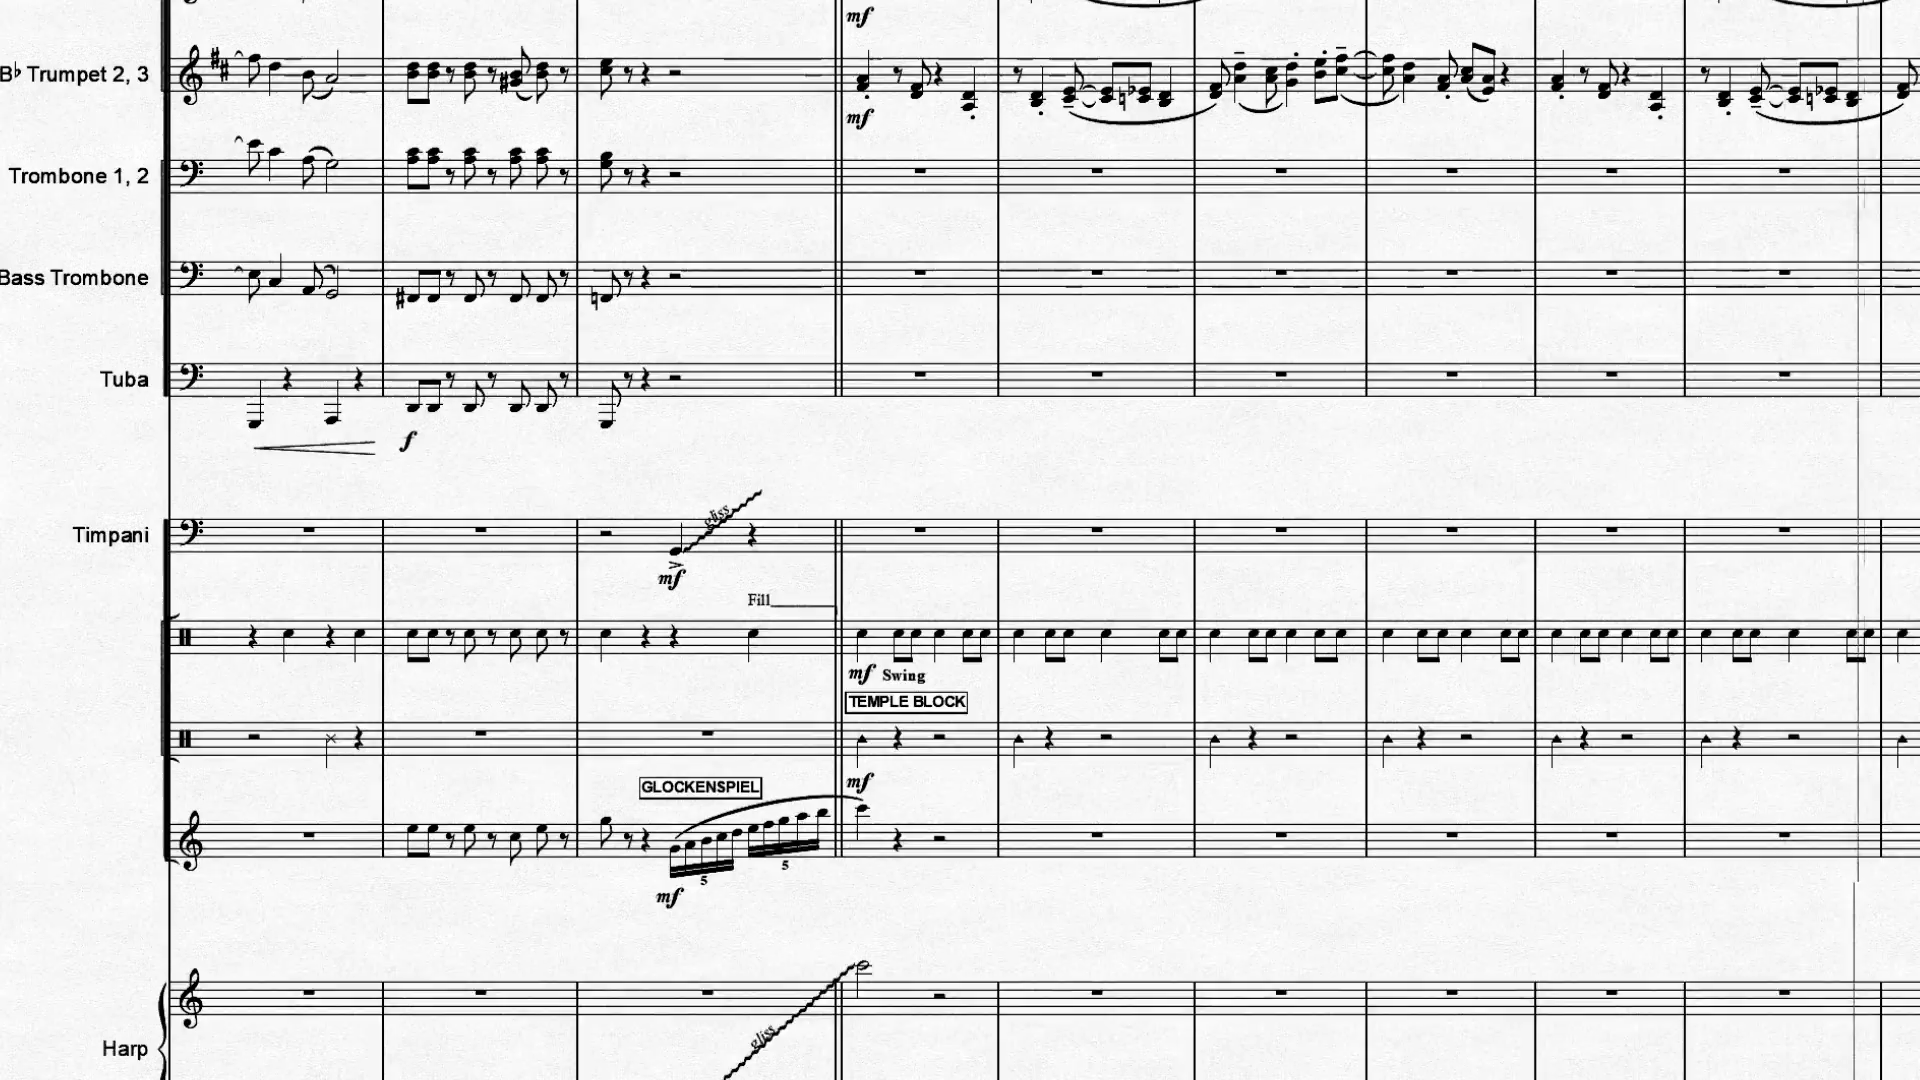 mf
B♭ Trumpet 2, 3
mf
Trombone 1, 2
Bass Trombone
Tuba
f
gliss
Timpani
mf
Fill
mf Swing
TEMPLE BLOCK
mf
GLOCKENSPIEL
5
5
mf
gliss
Harp